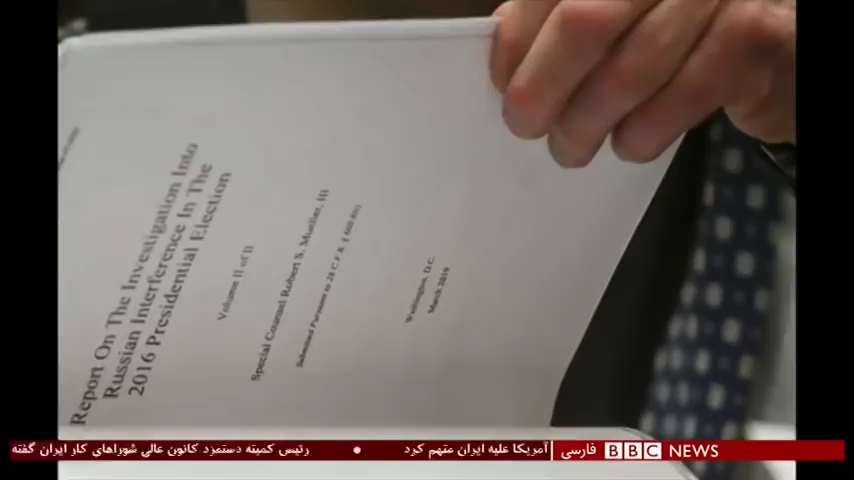 Report On The Investigation Into
Russian Interference In The
2016 Presidential Election
Volume II of II
Special Counsel Robert S. Mueller, III
Submitted Pursuant to 28 C.F.R. § 600.8(c)
Washington, D.C.
March 2019
آمریکا علیه ایران متهم کرد • رئیس کمیته دستمزد کانون عالی شوراهای کار ایران گفته
BBC NEWS فارسی